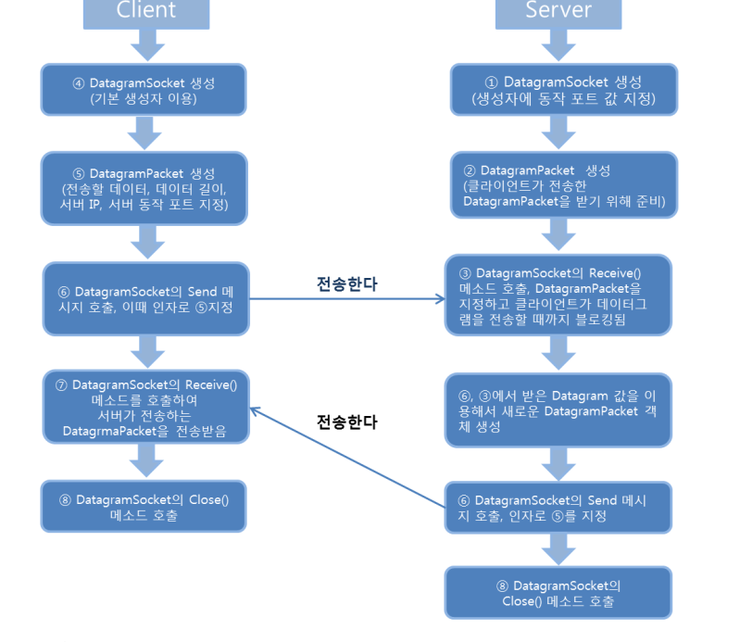 Client
④ DatagramSocket 생성
(기본 생성자 이용)
⑤ DatagramPacket 생성
(전송할 데이터, 데이터 길이,
서버 IP, 서버 동작 포트 지정)
⑥ DatagramSocket의 Send 메
시지 호출, 이때 인자로 ⑤지정
⑦ DatagramSocket의 Receive()
메소드를 호출하여
서버가 전송하는
DatagrmaPacket을 전송받음
⑧ DatagramSocket의 Close()
메소드 호출
전송한다
전송한다
Server
① DatagramSocket 생성
(생성자에 동작 포트 값 지정)
② DatagramPacket 생성
(클라이언트가 전송한
DatagramPacket을 받기 위해 준비)
③ DatagramSocket의 Receive()
메소드 호출, DatagramPacket을
지정하고 클라이언트가 데이터그
램을 전송할 때까지 블로킹됨
⑥, ③에서 받은 Datagram 값을 이
용해서 새로운 DatagramPacket 객
체 생성
⑥ DatagramSocket의 Send 메시
지 호출, 인자로 ⑤를 지정
⑧ DatagramSocket의
Close() 메소드 호출